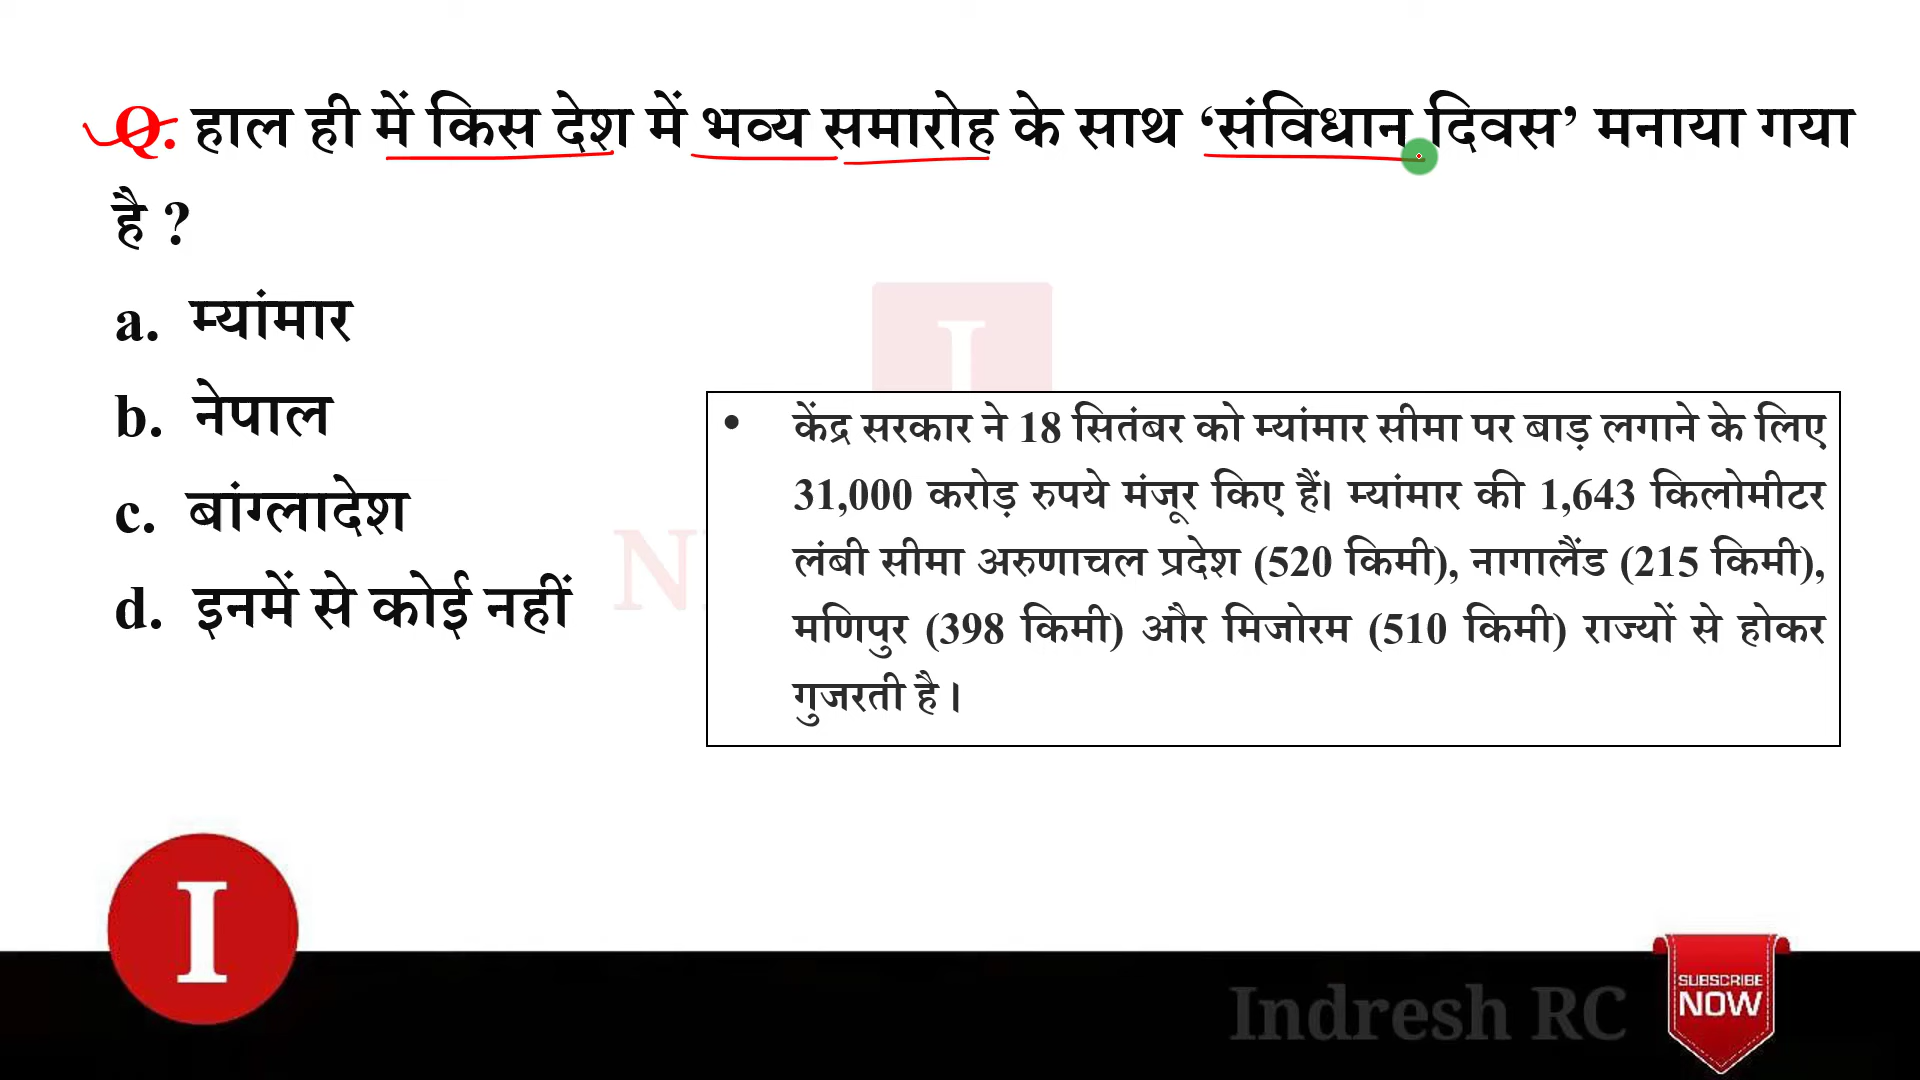 Q. हाल ही में किस देश में भव्य समारोह के साथ ‘संविधान दिवस’ मनाया गया
है ?
a. म्यांमार
b. नेपाल
c. बांग्लादेश
d. इनमें से कोई नहीं
• केंद्र सरकार ने 18 सितंबर को म्यांमार सीमा पर बाड़ लगाने के लिए
31,000 करोड़ रुपये मंजूर किए हैं। म्यांमार की 1,643 किलोमीटर
लंबी सीमा अरुणाचल प्रदेश (520 किमी), नागालैंड (215 किमी),
मणिपुर (398 किमी) और मिजोरम (510 किमी) राज्यों से होकर
गुजरती है।
I
I
Indresh RC
SUBSCRIBE
NOW